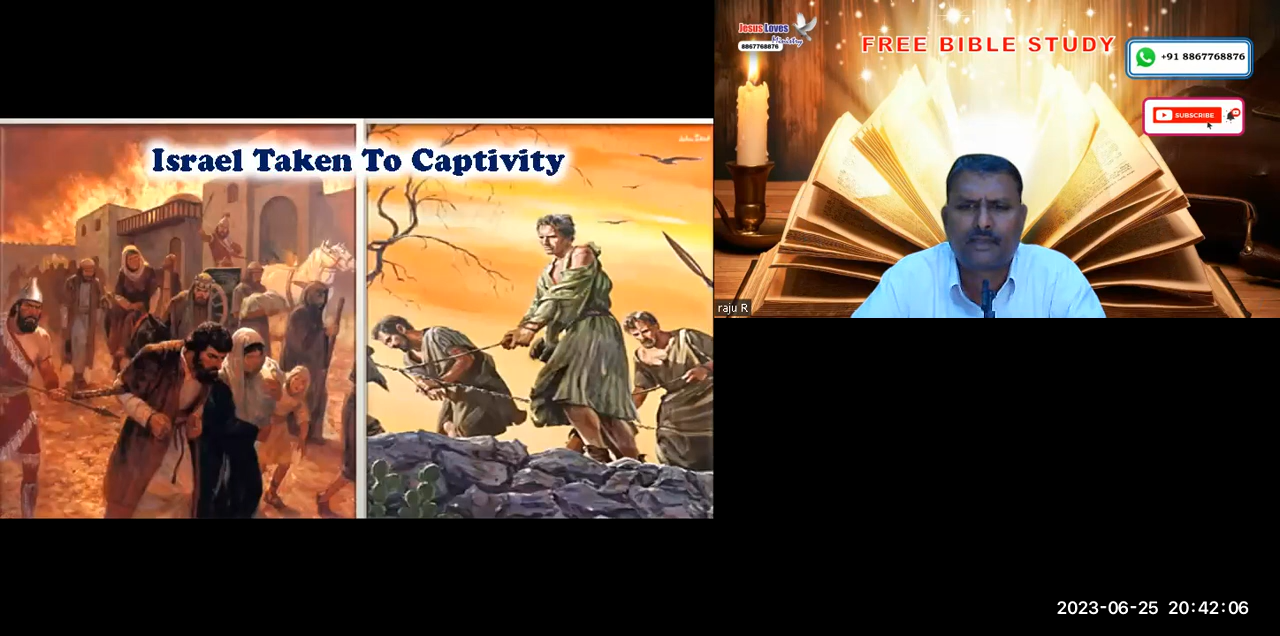 Israel Taken To Captivity
Jesus Loves
Ministry
8867768876
FREE BIBLE STUDY
+91 8867768876
SUBSCRIBE
raju R
2023-06-25 20:42:06